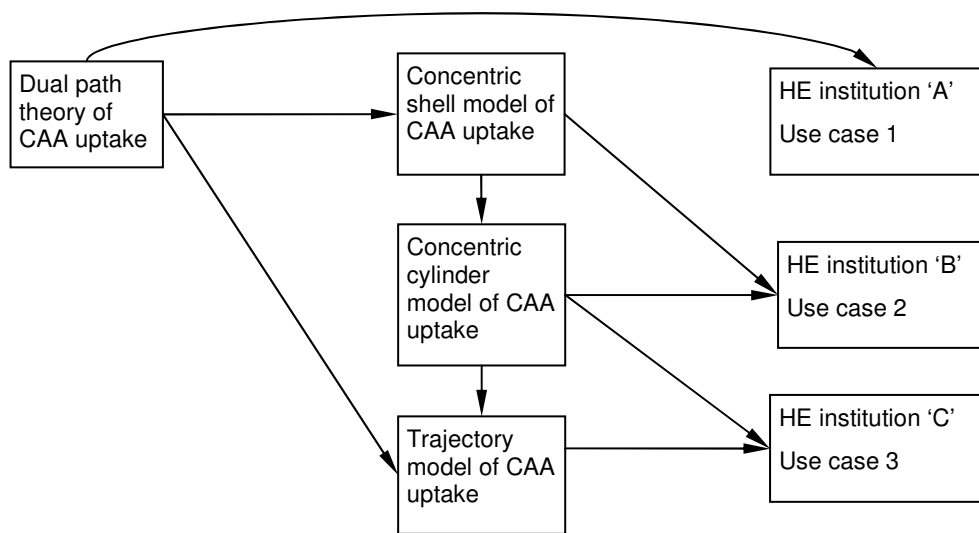 Dual path
theory of
CAA uptake
Concentric
shell model of
CAA uptake
HE institution ‘A’
Use case 1
Concentric
cylinder
model of CAA
uptake
HE institution ‘B’
Use case 2
Trajectory
model of CAA
uptake
HE institution ‘C’
Use case 3